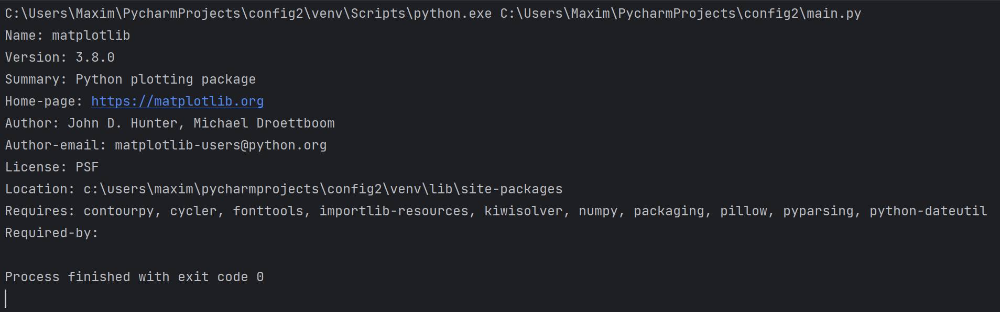 C:\Users\Maxim\PycharmProjects\config2\venv\Scripts\python.exe C:\Users\Maxim\PycharmProjects\config2\main.py
Name: matplotlib
Version: 3.8.0
Summary: Python plotting package
Home-page: https://matplotlib.org
Author: John D. Hunter, Michael Droettboom
Author-email: matplotlib-users@python.org
License: PSF
Location: c:\users\maxim\pycharmprojects\config2\venv\lib\site-packages
Requires: contourpy, cycler, fonttools, importlib-resources, kiwisolver, numpy, packaging, pillow, pyparsing, python-dateutil
Required-by:
Process finished with exit code 0